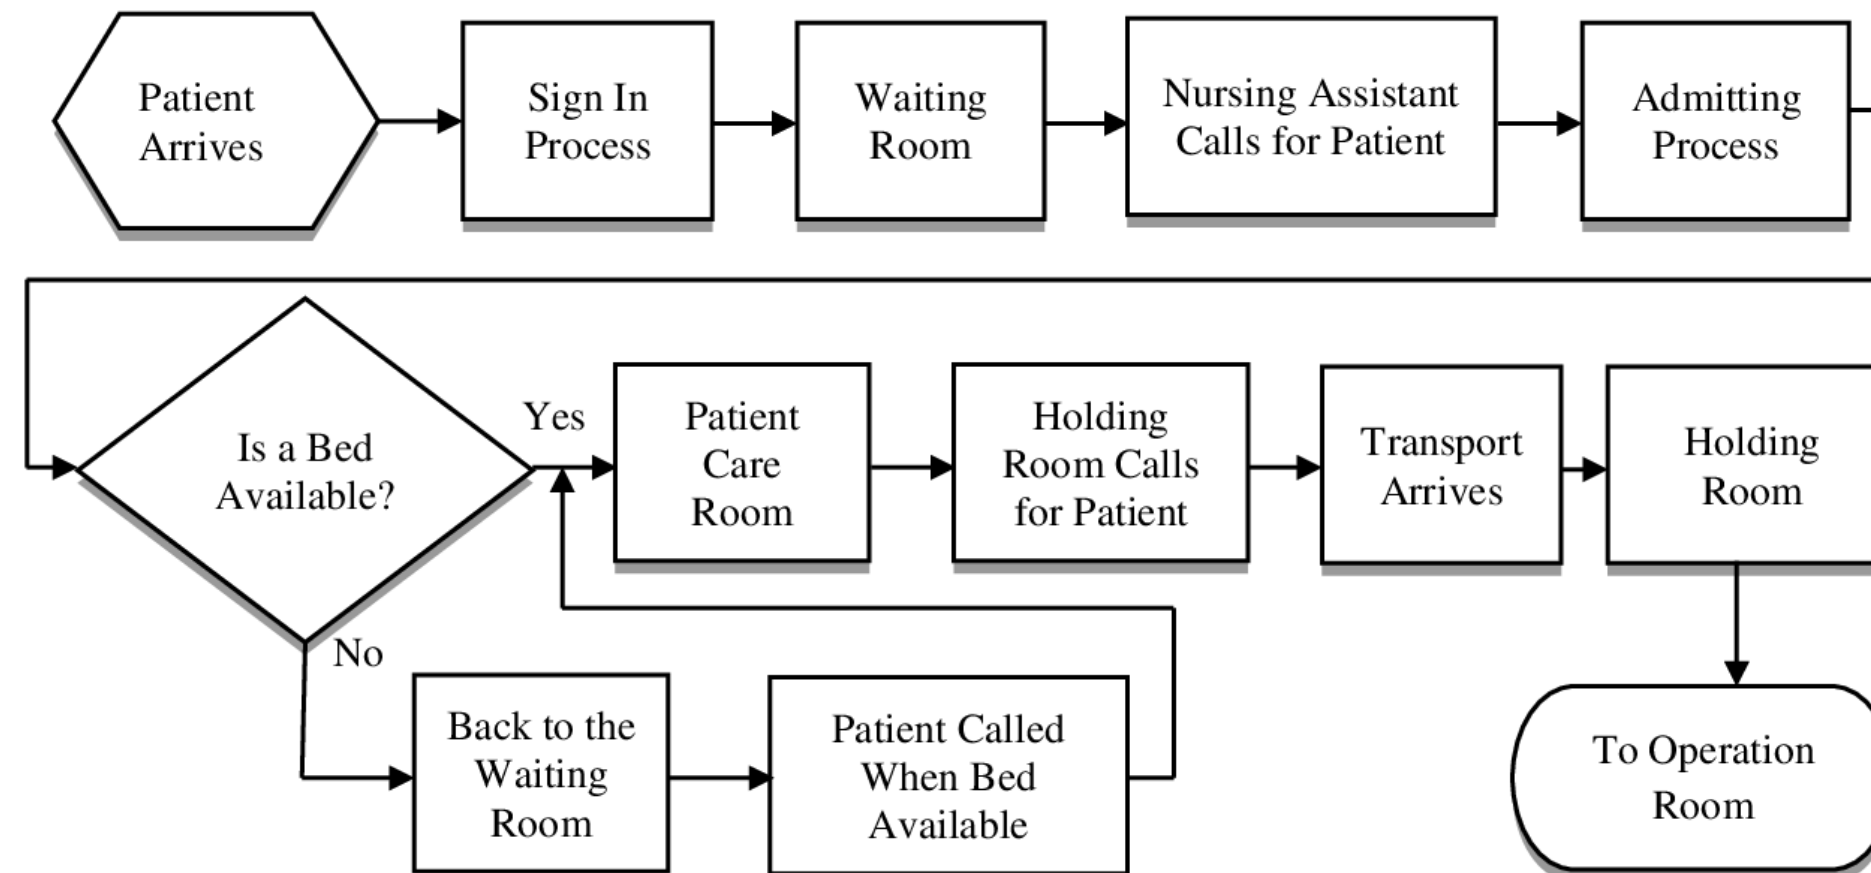 Patient
Arrives
Sign In
Process
Waiting
Room
Nursing Assistant
Calls for Patient
Admitting
Process
Is a Bed
Available?
Yes
No
Patient
Care
Room
Holding
Room Calls
for Patient
Transport
Arrives
Holding
Room
Back to the
Waiting
Room
Patient Called
When Bed
Available
To Operation
Room